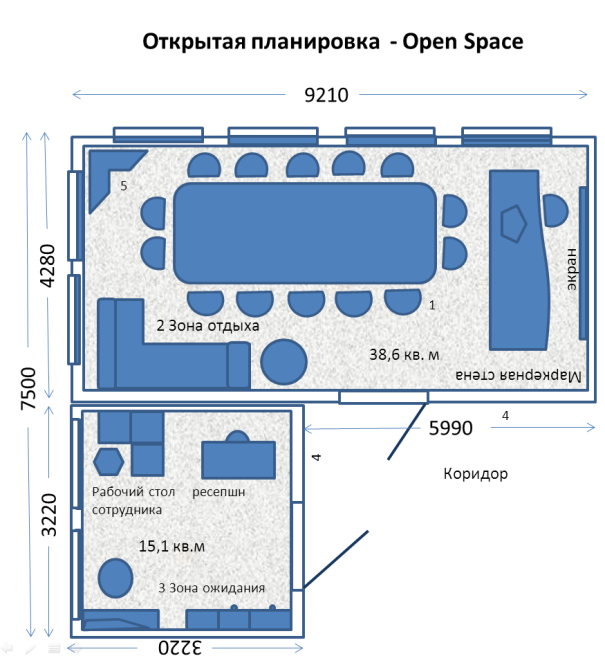 Открытая планировка - Open Space
9210
5
4280
7500
экран
1
2 Зона отдыха
38,6 кв. м
Маркерная стена
4
5990
4
Коридор
3220
Рабочий стол
сотрудника
ресепшн
15,1 кв.м
3 Зона ожидания
3220